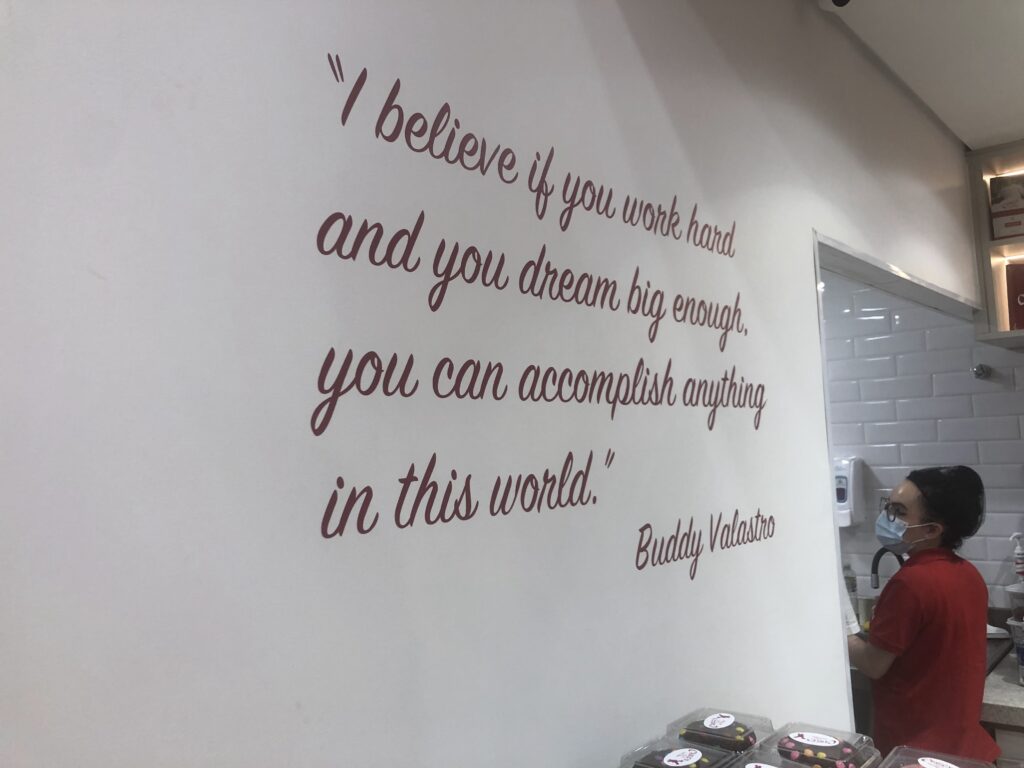 “I believe if you work hard
and you dream big enough,
you can accomplish anything
in this world.”
Buddy Valastro